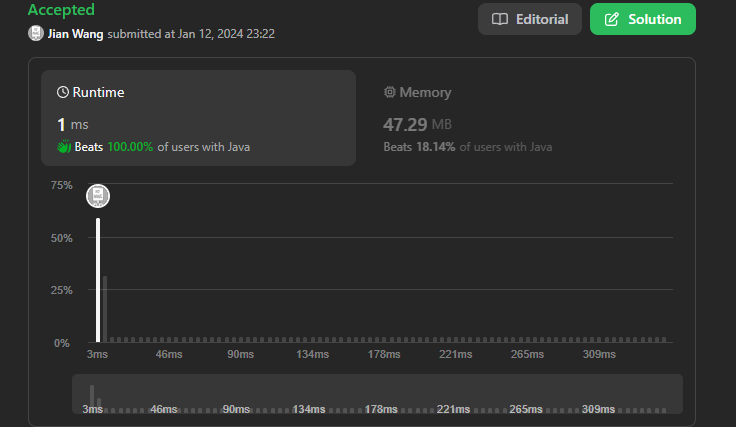 Accepted
Editorial
Solution
Jian Wang submitted at Jan 12, 2024 23:22
Runtime
Memory
1 ms
47.29 MB
Beats 100.00% of users with Java
Beats 18.14% of users with Java
75%
50%
25%
0%
3ms 46ms 90ms 134ms 178ms 221ms 265ms 309ms
3ms 46ms 90ms 134ms 178ms 221ms 265ms 309ms